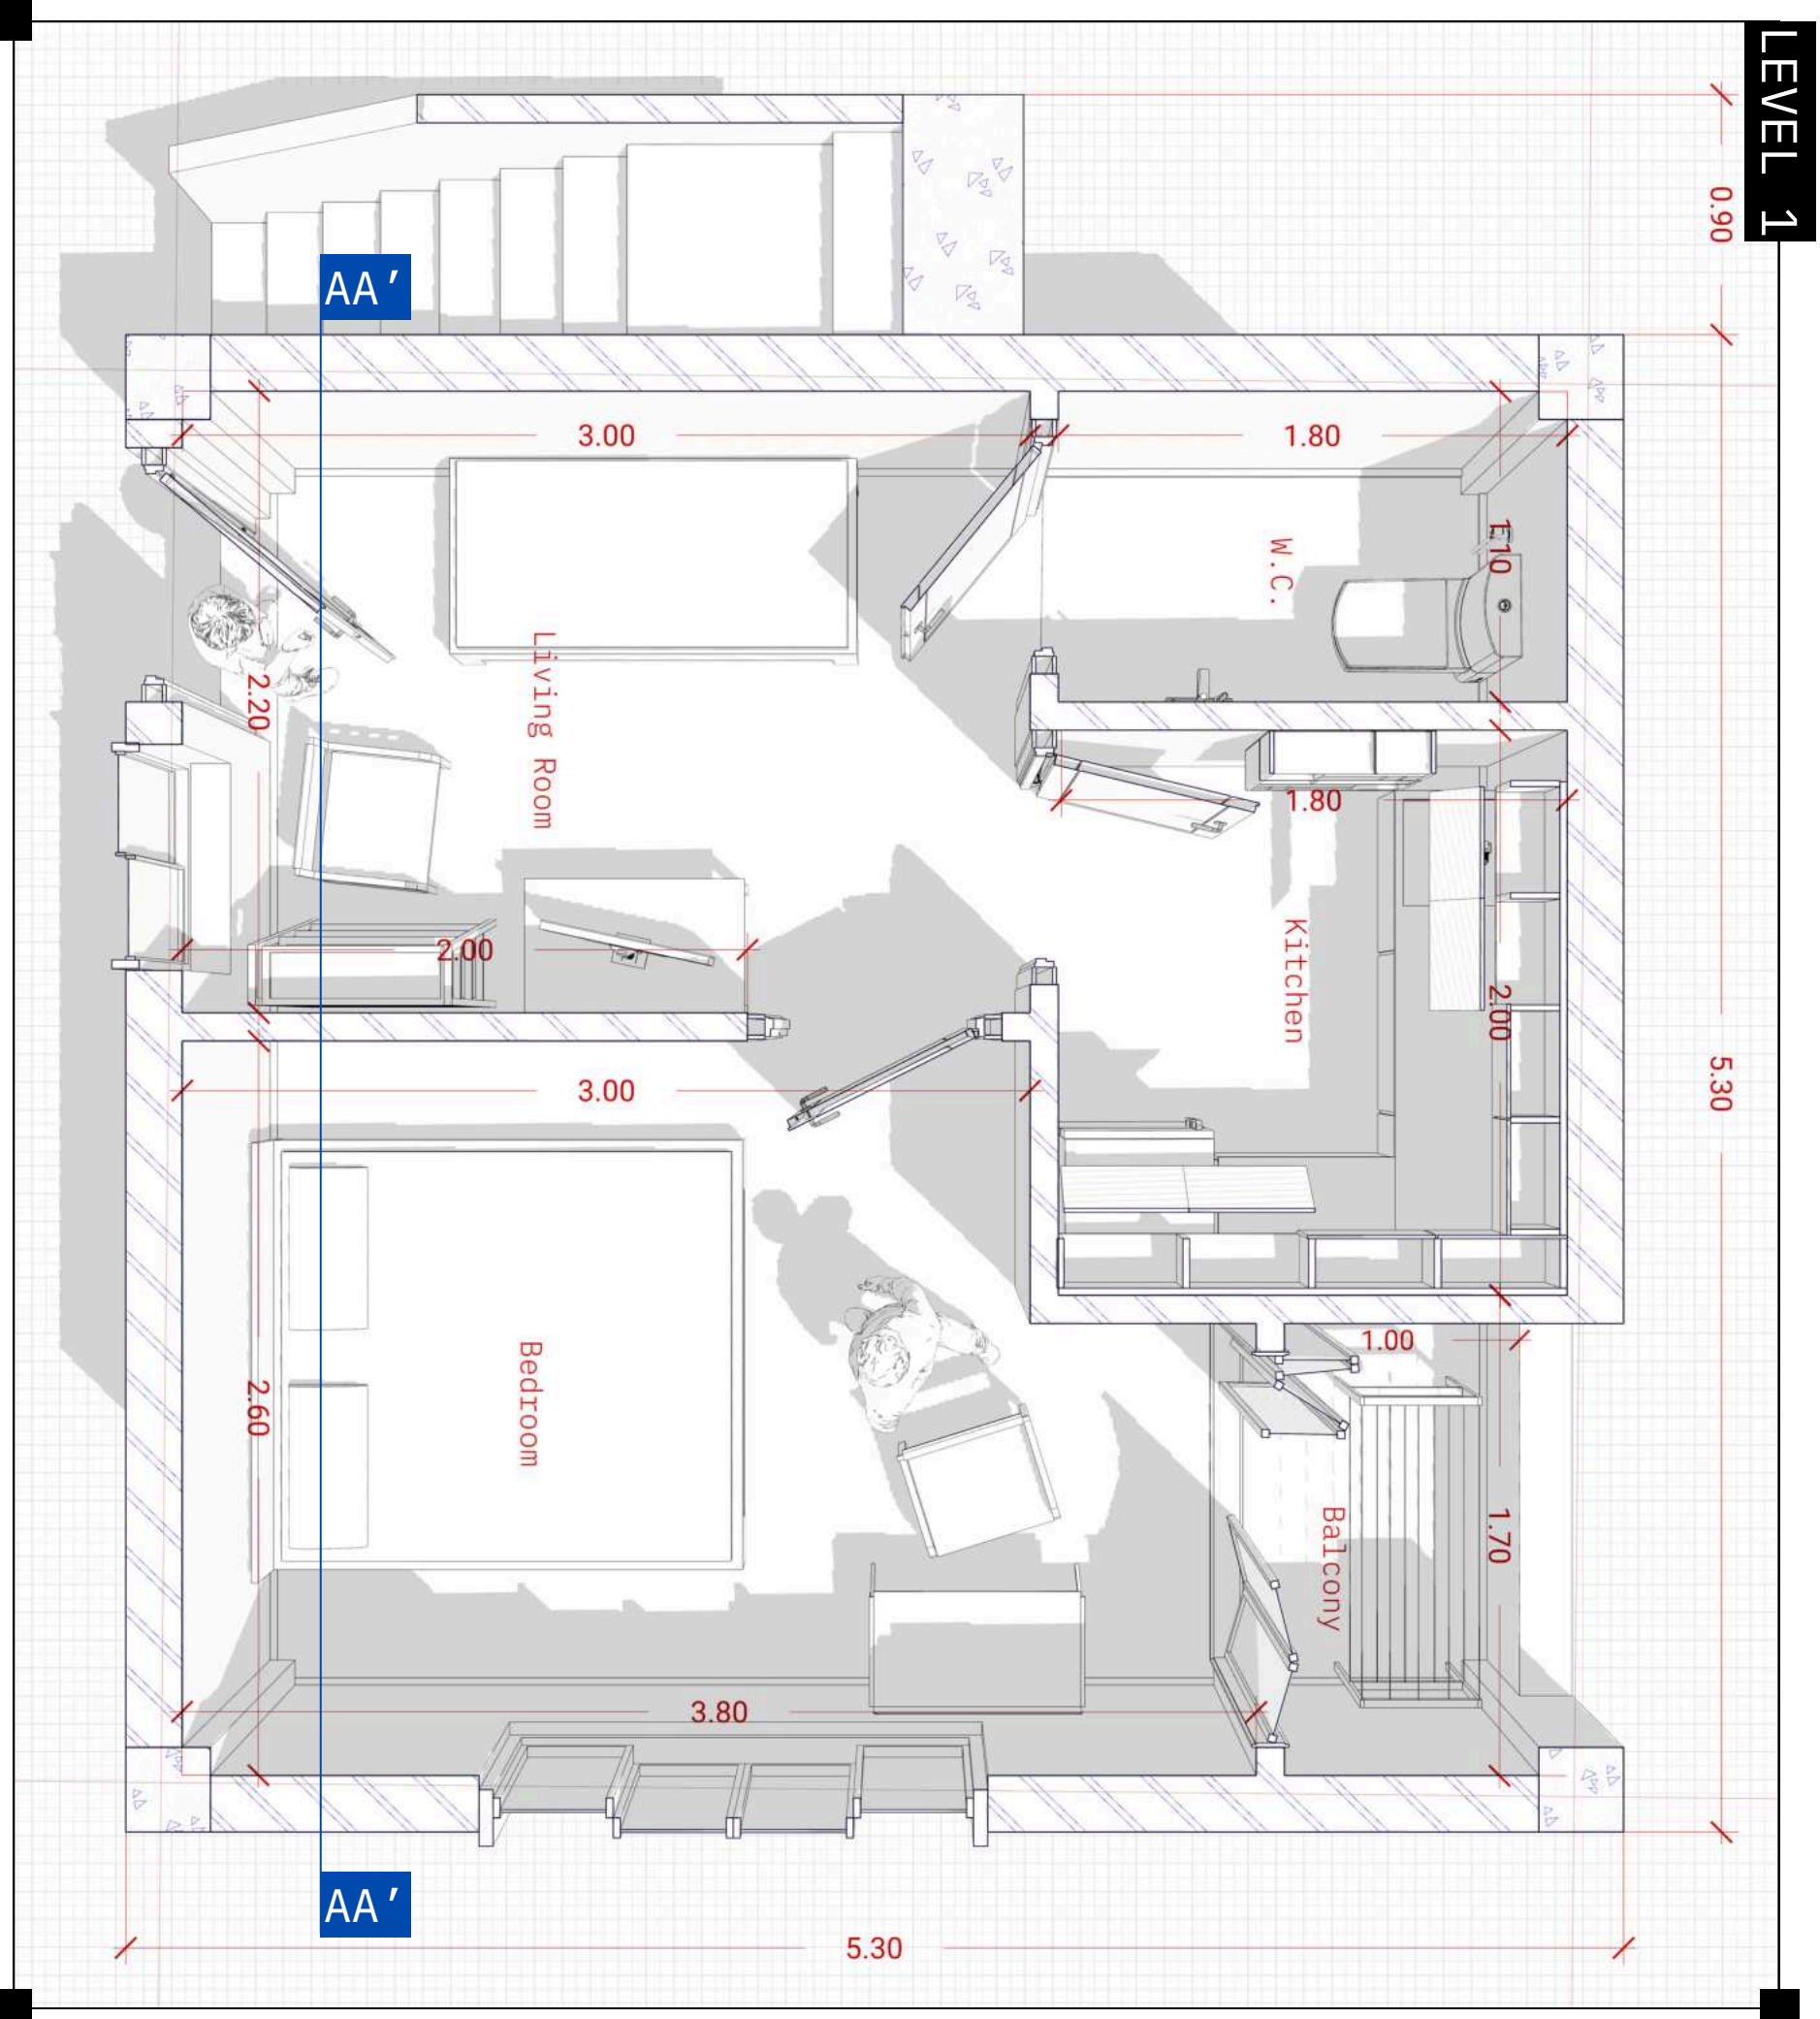 LEVEL 1
0.90
AA’
3.00
1.80
W.C.
1.10
Living Room
2.20
1.80
Kitchen
2.00
2.00
5.30
3.00
Bedroom
2.60
1.00
Balcony
1.70
3.80
AA’
5.30